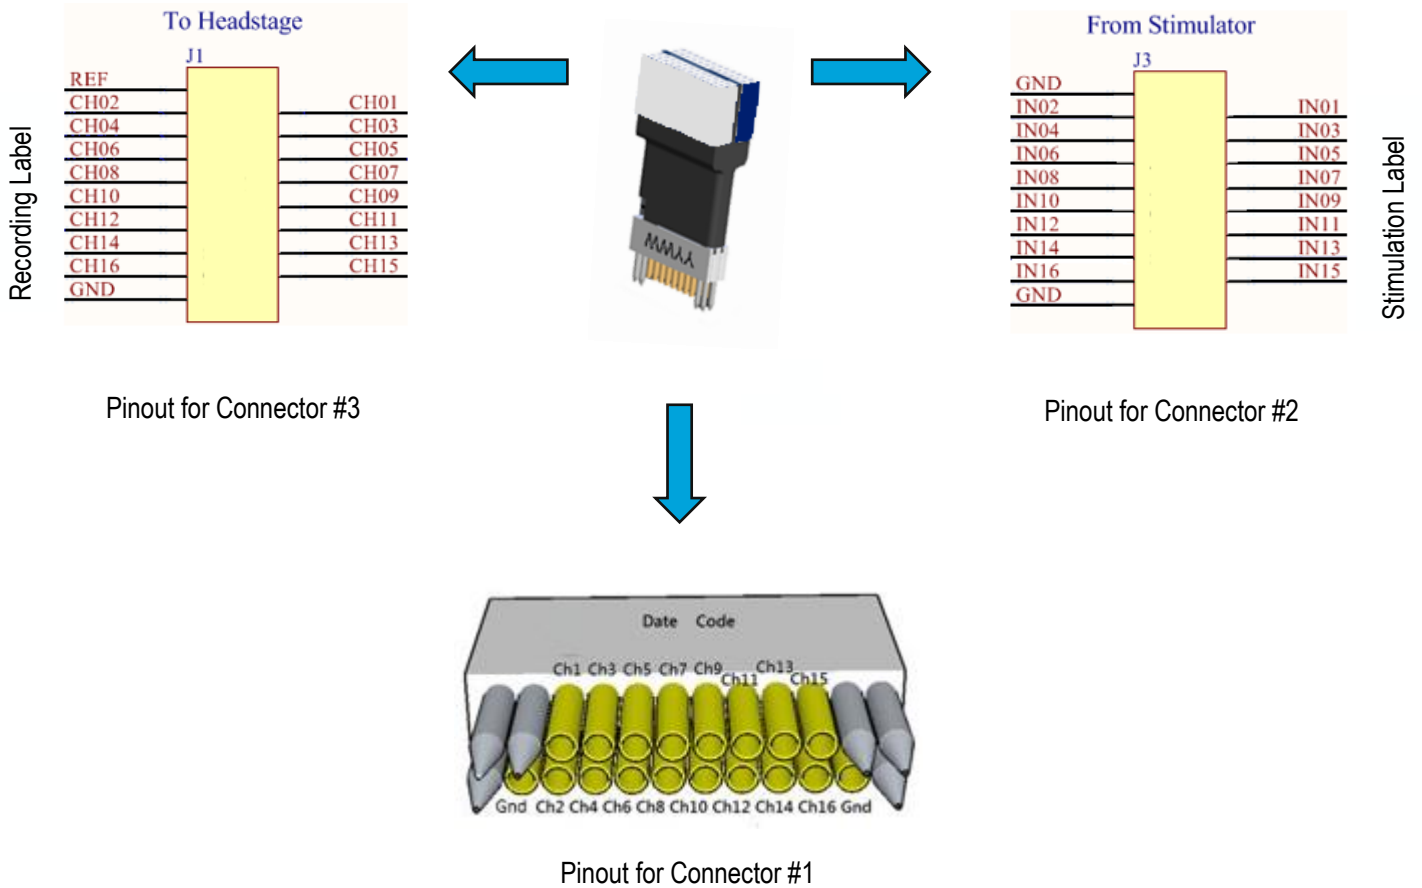 To Headstage
J1
REF
CH02
CH04
CH06
CH08
CH10
CH12
CH14
CH16
GND
CH01
CH03
CH05
CH07
CH09
CH11
CH13
CH15
Recording Label
Pinout for Connector #3
YYWW
From Stimulator
J3
GND
IN02
IN04
IN06
IN08
IN10
IN12
IN14
IN16
GND
IN01
IN03
IN05
IN07
IN09
IN11
IN13
IN15
Stimulation Label
Pinout for Connector #2
Date Code
Ch1 Ch3 Ch5 Ch7 Ch9 Ch11 Ch13 Ch15
Gnd Ch2 Ch4 Ch6 Ch8 Ch10 Ch12 Ch14 Ch16 Gnd
Pinout for Connector #1